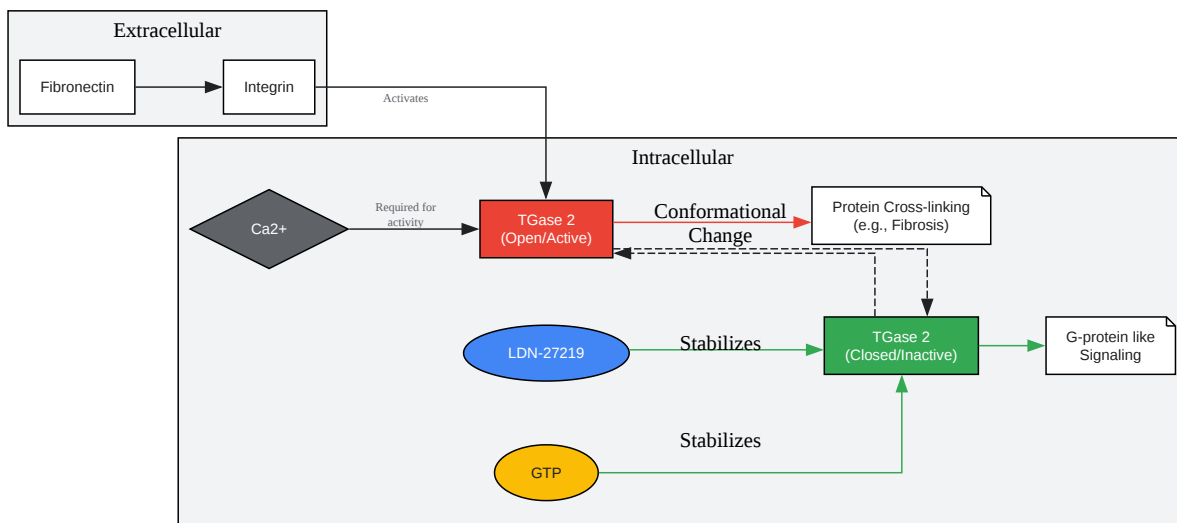 Extracellular
Fibronectin
Integrin
Activates
Intracellular
Ca2+
Required for
activity
TGase 2
(Open/Active)
Conformational
Change
Protein Cross-linking
(e.g., Fibrosis)
LDN-27219
Stabilizes
TGase 2
(Closed/Inactive)
G-protein like
Signaling
Stabilizes
GTP